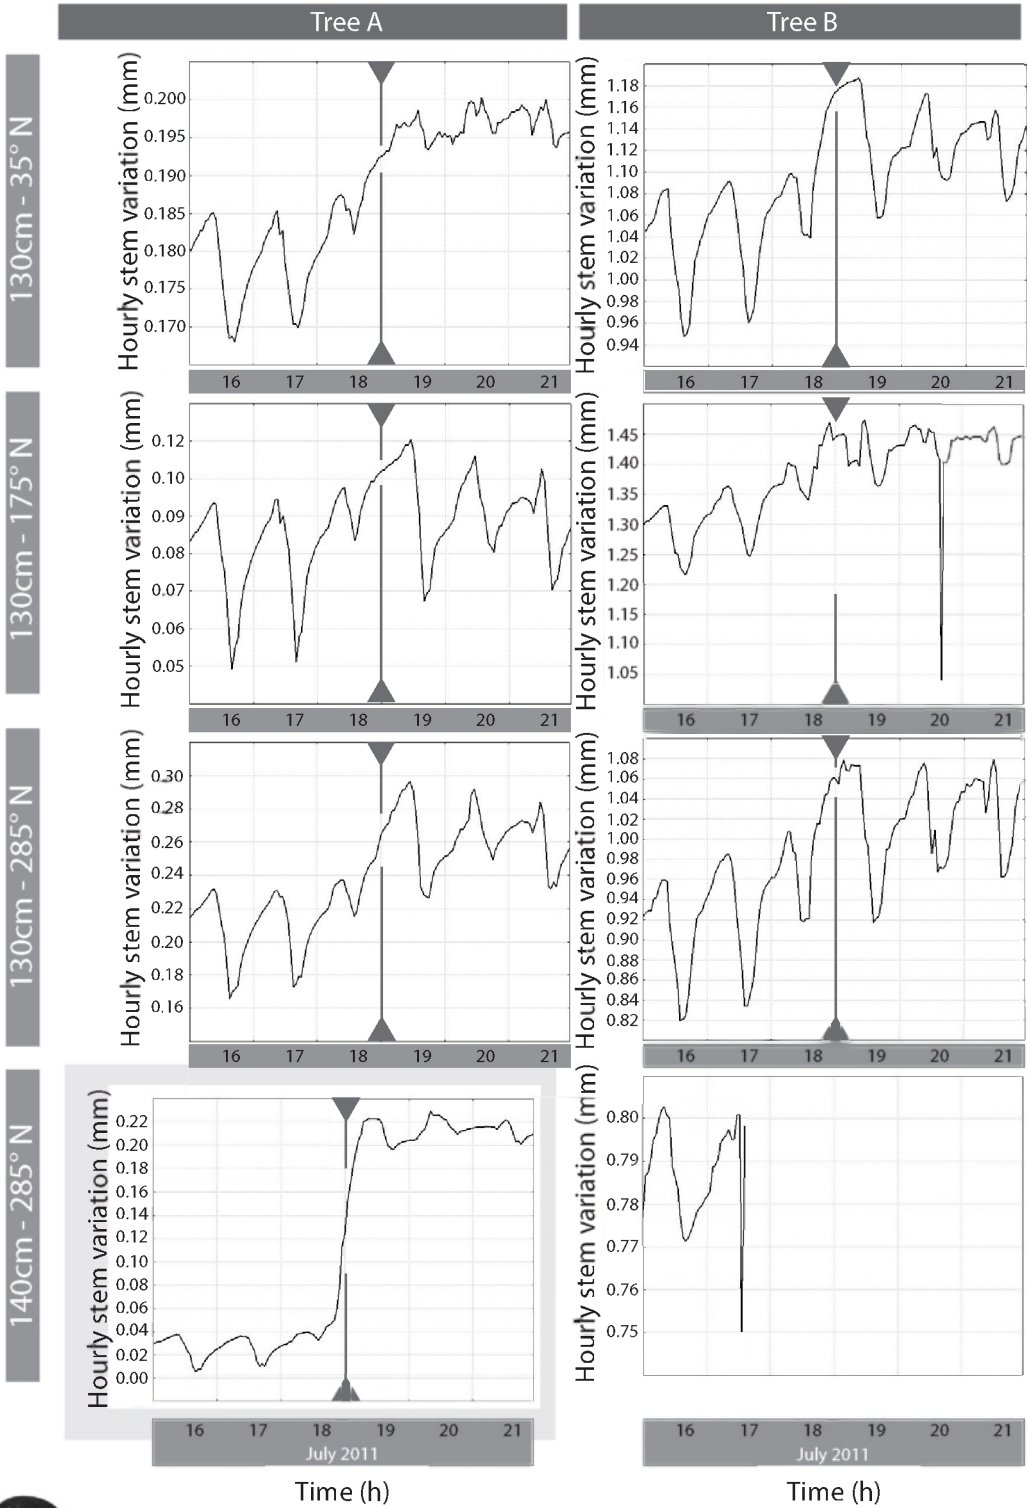 Tree A
Tree B
130cm - 35° N
Hourly stem variation (mm)
0.200
0.195
0.190
0.185
0.180
0.175
0.170
16 17 18 19 20 21
Hourly stem variation (mm)
1.18
1.16
1.14
1.12
1.10
1.08
1.06
1.04
1.02
1.00
0.98
0.96
0.94
16 17 18 19 20 21
130cm - 175° N
Hourly stem variation (mm)
0.12
0.10
0.09
0.08
0.07
0.06
0.05
16 17 18 19 20 21
Hourly stem variation (mm)
1.45
1.40
1.35
1.30
1.25
1.20
1.15
1.10
1.05
16 17 18 19 20 21
130cm - 285° N
Hourly stem variation (mm)
0.30
0.28
0.26
0.24
0.22
0.20
0.18
0.16
16 17 18 19 20 21
Hourly stem variation (mm)
1.08
1.06
1.04
1.00
0.98
0.96
0.94
0.92
0.90
0.88
0.86
0.84
0.82
16 17 18 19 20 21
140cm - 285° N
Hourly stem variation (mm)
0.22
0.20
0.18
0.16
0.14
0.12
0.10
0.08
0.06
0.04
0.02
0.00
16 17 18 19 20 21
July 2011
Time (h)
Hourly stem variation (mm)
0.80
0.79
0.78
0.77
0.76
0.75
16 17 18 19 20 21
July 2011
Time (h)